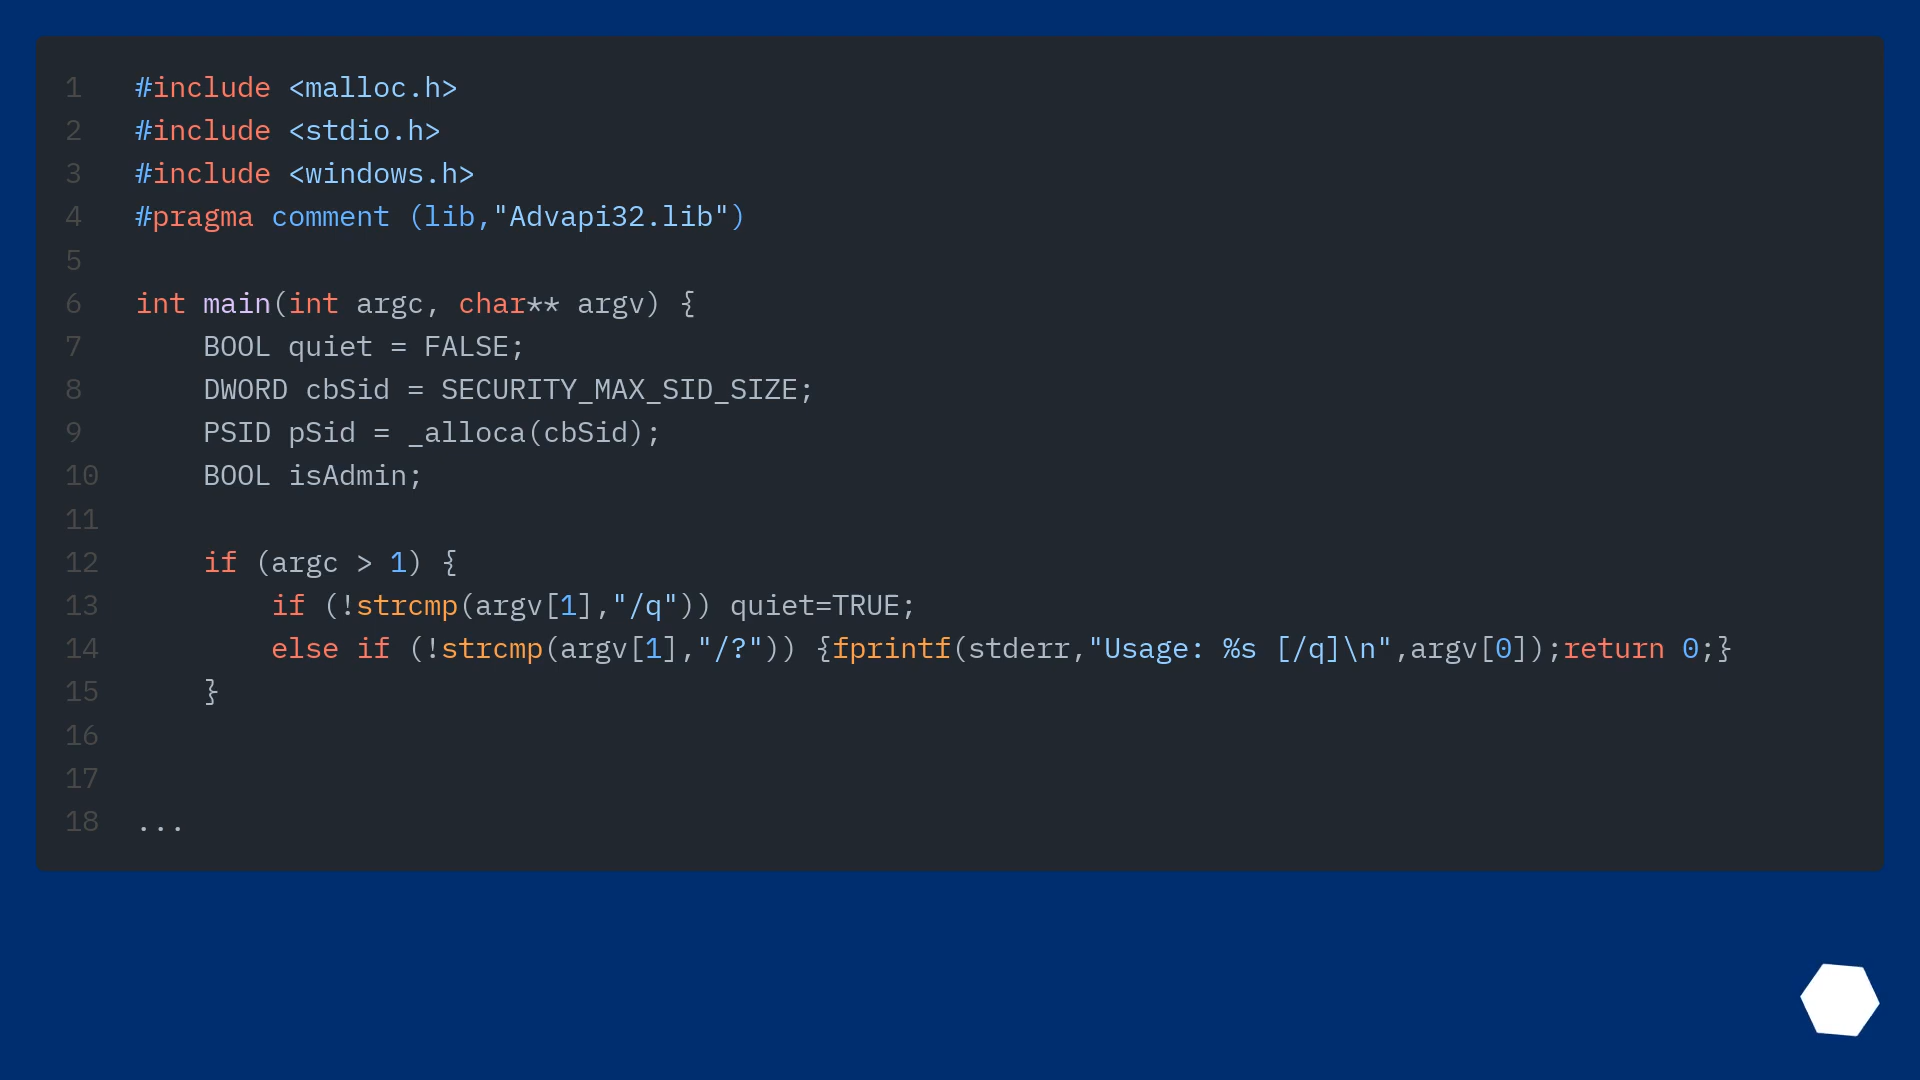 1 #include <malloc.h>
2 #include <stdio.h>
3 #include <windows.h>
4 #pragma comment (lib,"Advapi32.lib")
5
6 int main(int argc, char** argv) {
7     BOOL quiet = FALSE;
8     DWORD cbSid = SECURITY_MAX_SID_SIZE;
9     PSID pSid = _alloca(cbSid);
10     BOOL isAdmin;
11
12     if (argc > 1) {
13         if (!strcmp(argv[1],"/q")) quiet=TRUE;
14         else if (!strcmp(argv[1],"/?")) {fprintf(stderr,"Usage: %s [/q]\n",argv[0]);return 0;}
15     }
16
17
18 ...